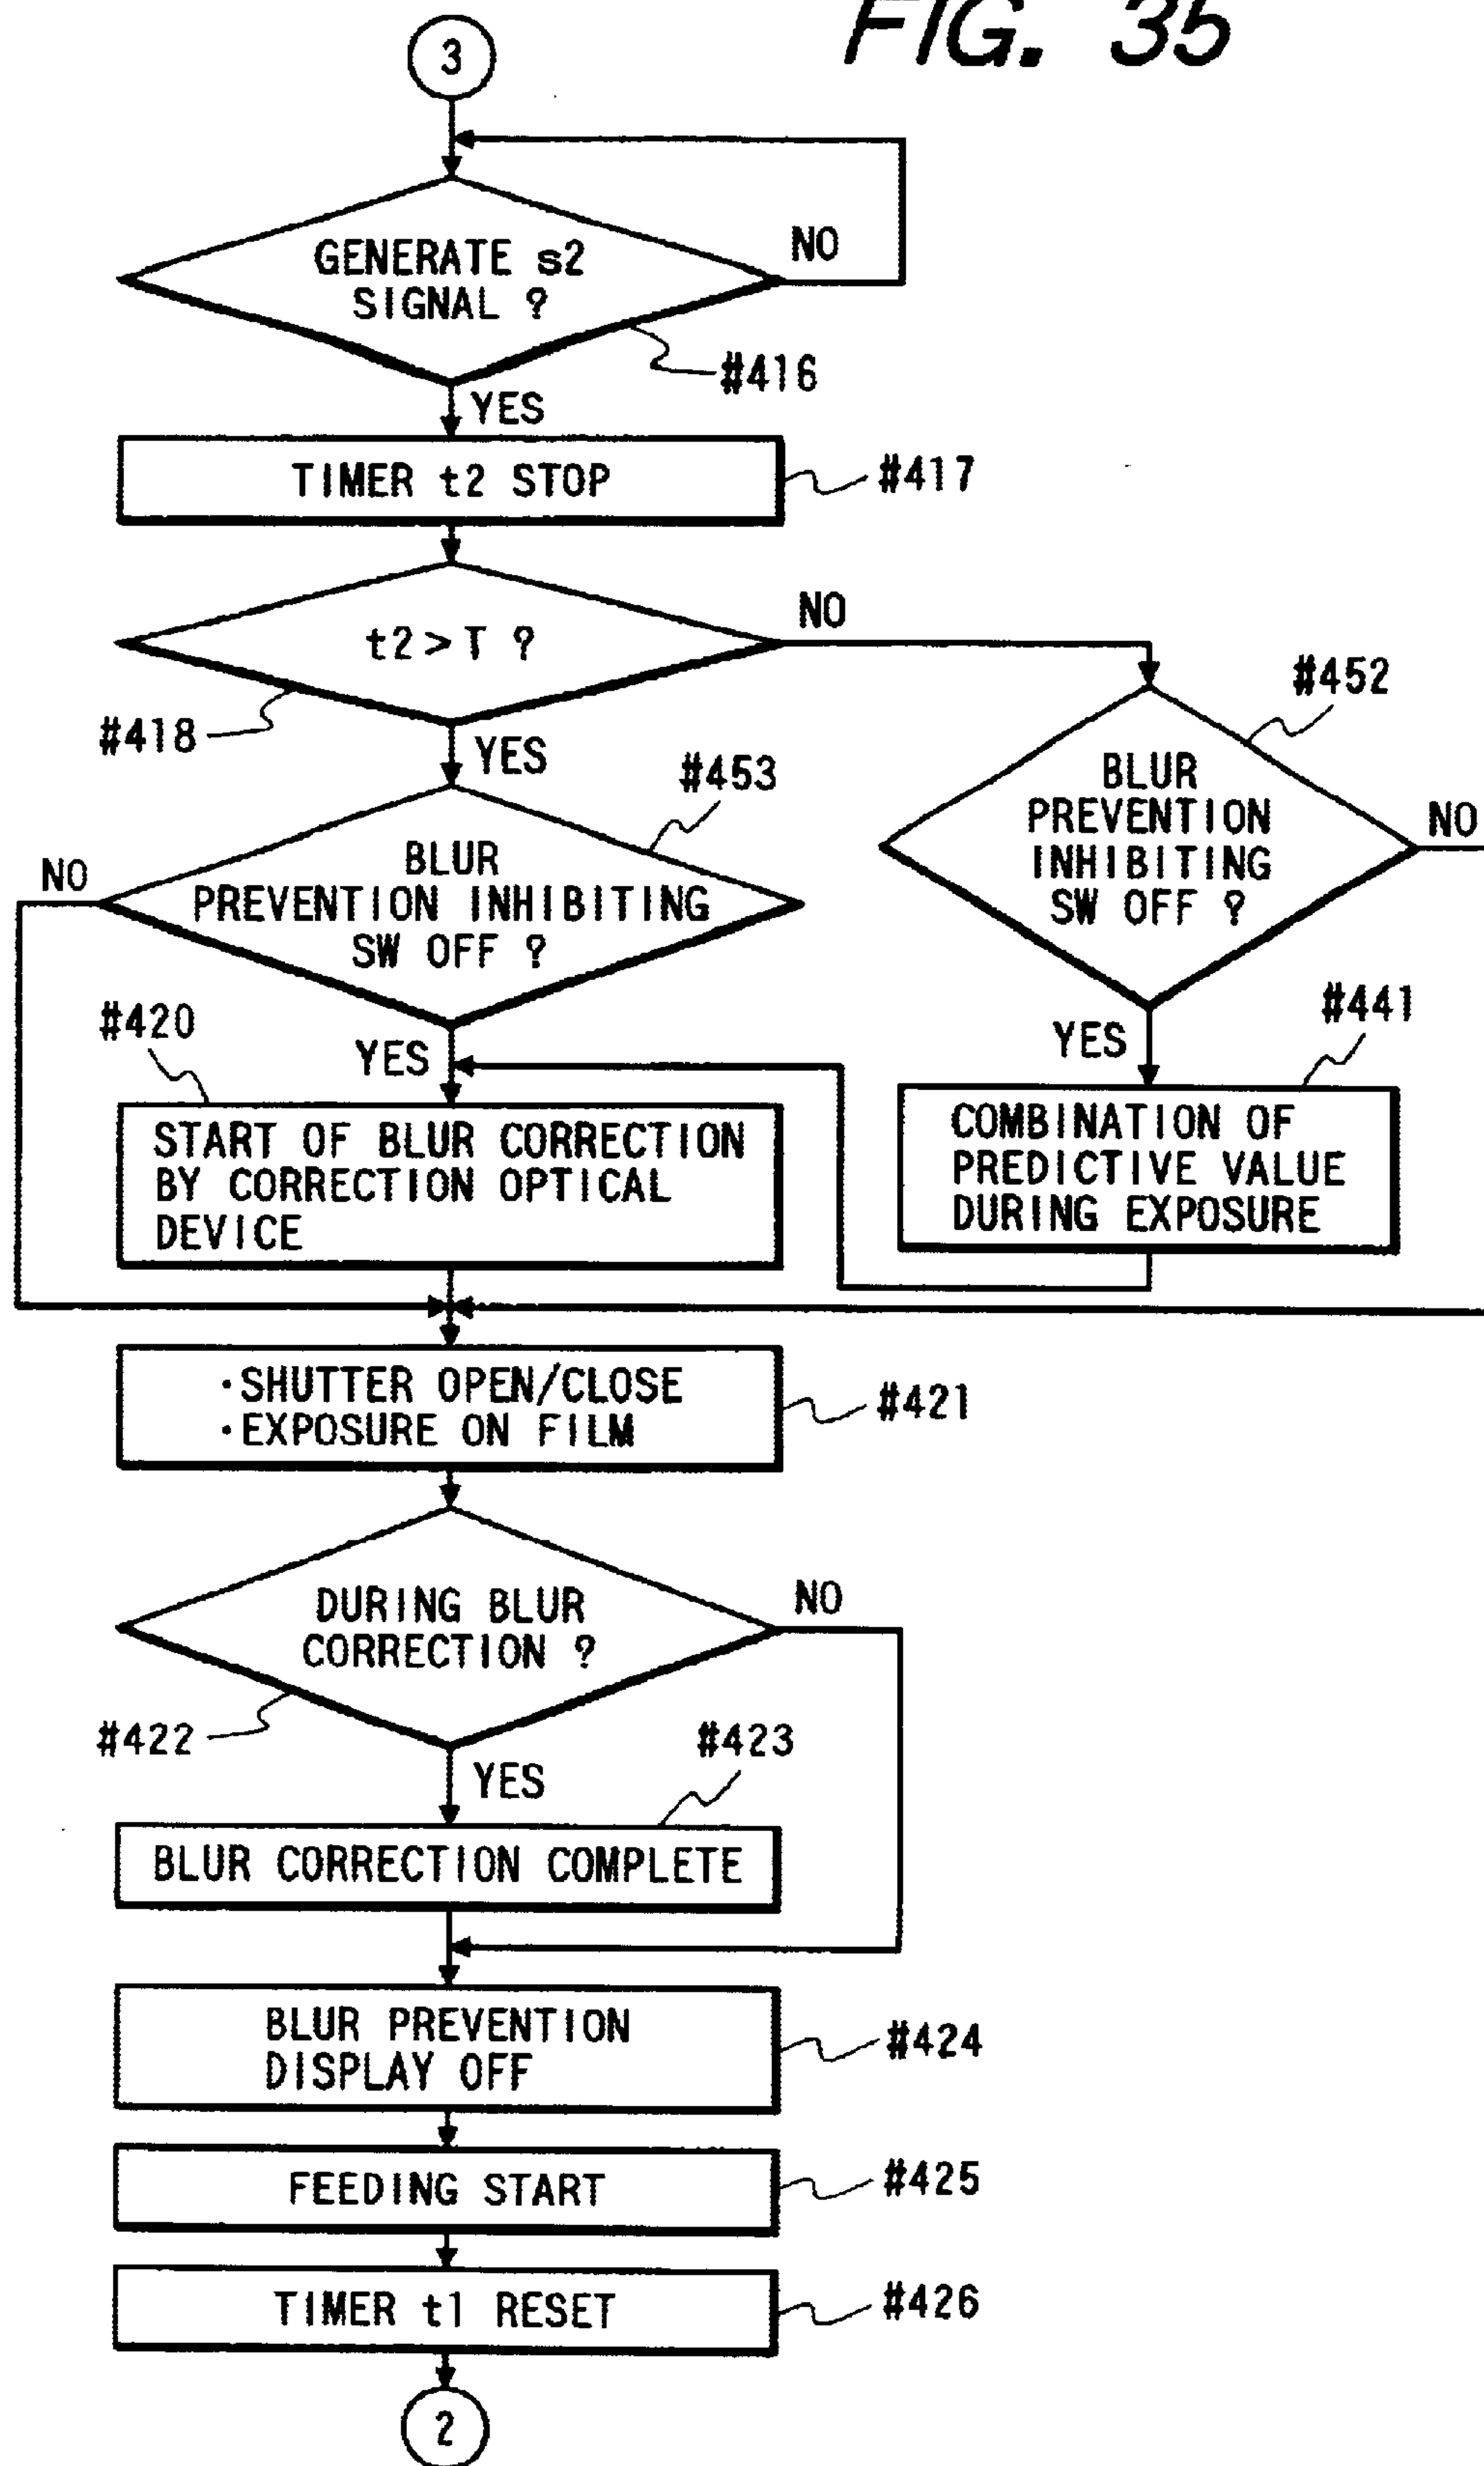 FIG. 35
3
GENERATE s2
SIGNAL ?
NO
#416
YES
TIMER t2 STOP
#417
t2 > T ?
NO
#418
YES
#452
BLUR
PREVENTION
INHIBITING
SW OFF ?
NO
#453
BLUR
PREVENTION INHIBITING
SW OFF ?
NO
YES
#441
COMBINATION OF
PREDICTIVE VALUE
DURING EXPOSURE
#420
YES
START OF BLUR CORRECTION
BY CORRECTION OPTICAL
DEVICE
·SHUTTER OPEN/CLOSE
·EXPOSURE ON FILM
#421
DURING BLUR
CORRECTION ?
NO
#422
YES
#423
BLUR CORRECTION COMPLETE
BLUR PREVENTION
DISPLAY OFF
#424
FEEDING START
#425
TIMER t1 RESET
#426
2